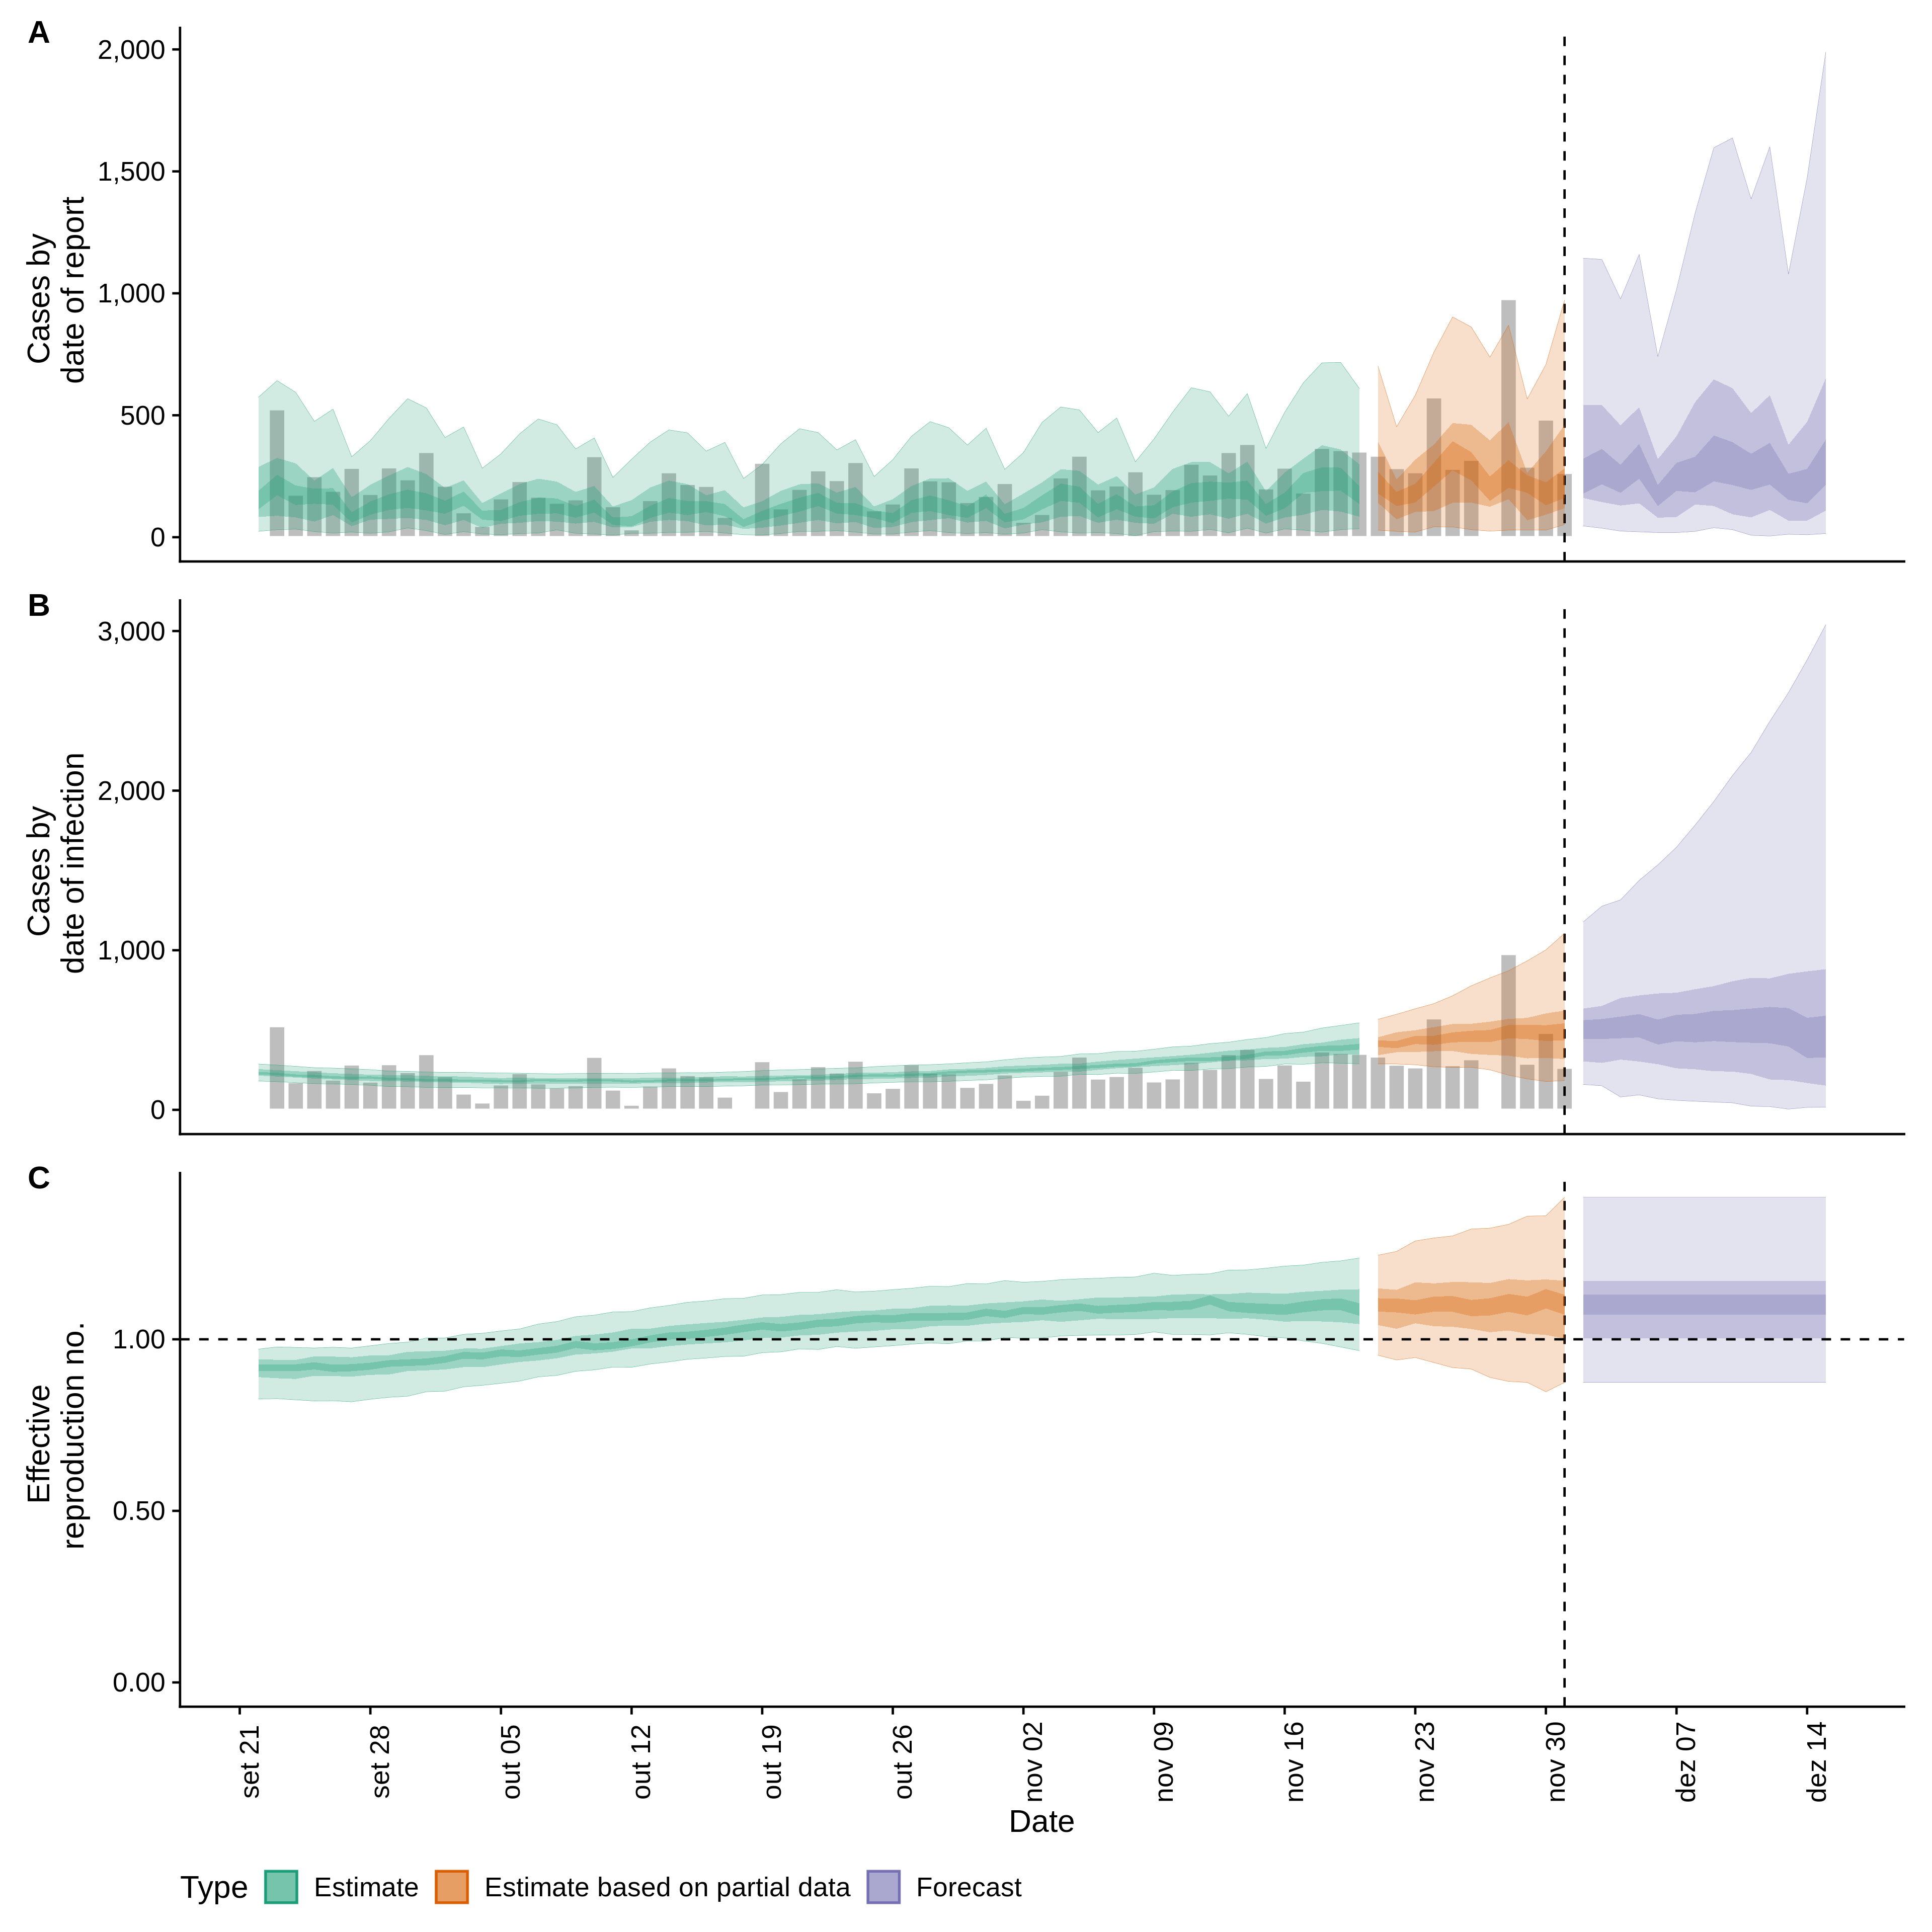 A
2,000
1,500
1,000
500
0
Cases by
date of report
B
3,000
2,000
1,000
0
Cases by
date of infection
C
1.00
0.50
0.00
Effective
reproduction no.
set 21
set 28
out 05
out 12
out 19
out 26
nov 02
nov 09
nov 16
nov 23
nov 30
dez 07
dez 14
Date
Type Estimate Estimate based on partial data Forecast